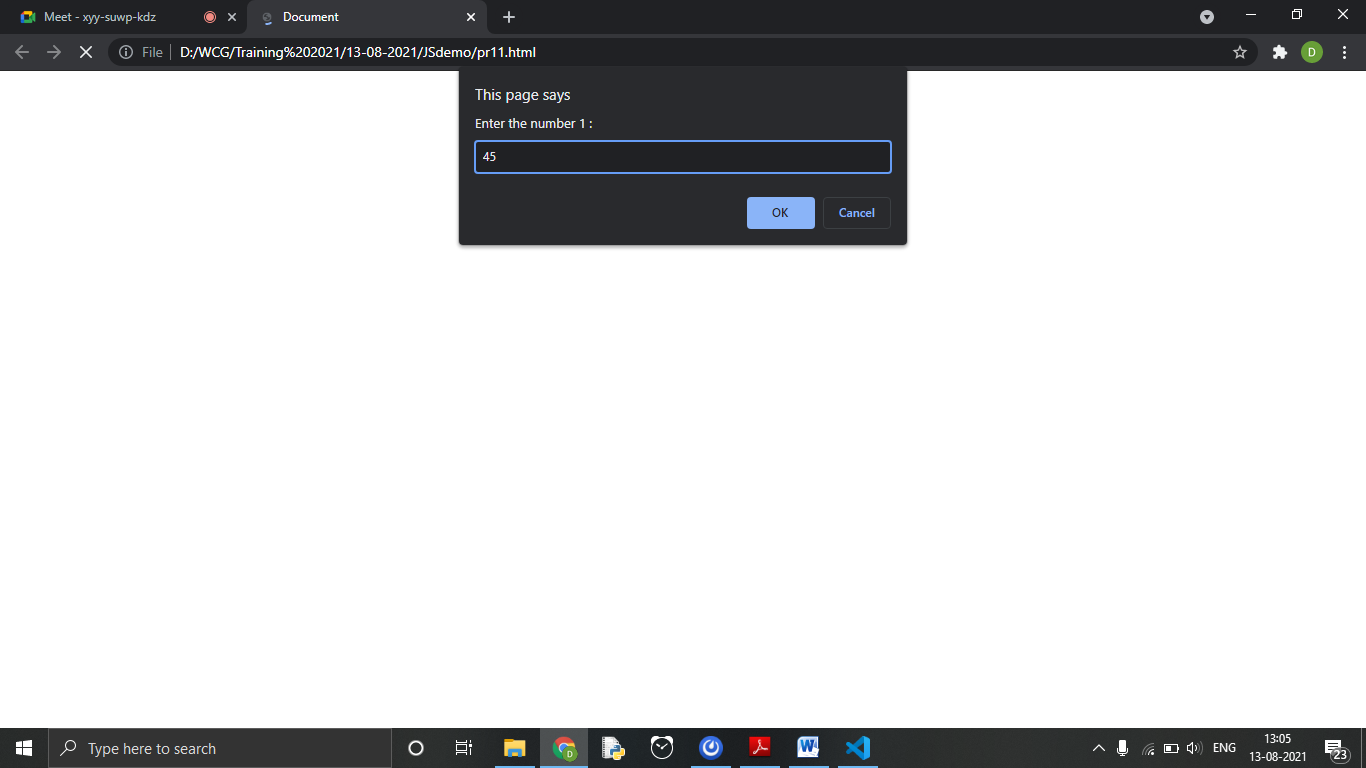 Meet - xyy-suwp-kdz
Document
File
D:/WCG/Training%202021/13-08-2021/JSdemo/pr11.html
D
This page says
Enter the number 1 :
45
OK
Cancel
Type here to search
D
W
ENG
13:05
13-08-2021
23